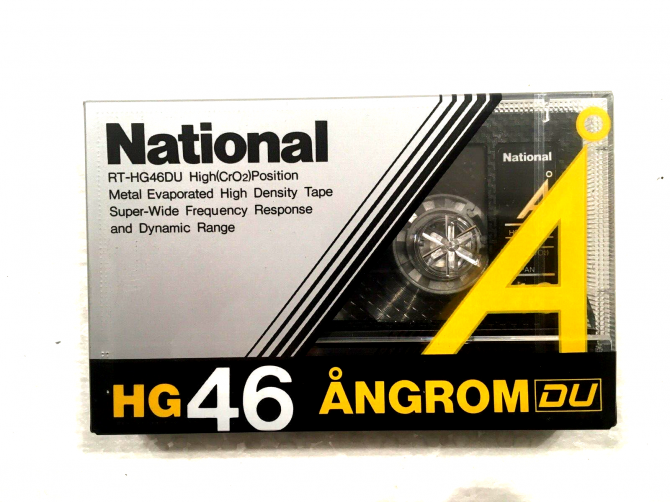 National
RT-HG46DU High(CrO2)Position
Metal Evaporated High Density Tape
Super-Wide Frequency Response
and Dynamic Range
National
Å
HG46 ÅNGROM DU